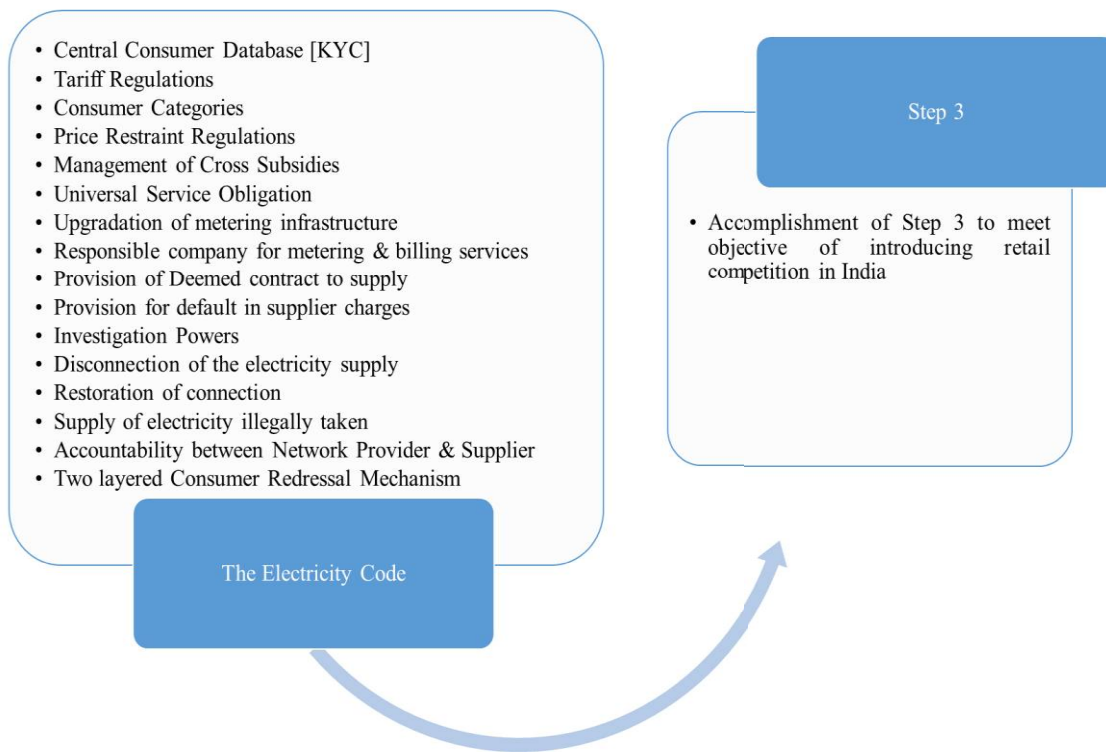 • Central Consumer Database [KYC]
• Tariff Regulations
• Consumer Categories
• Price Restraint Regulations
• Management of Cross Subsidies
• Universal Service Obligation
• Upgradation of metering infrastructure
• Responsible company for metering & billing services
• Provision of Deemed contract to supply
• Provision for default in supplier charges
• Investigation Powers
• Disconnection of the electricity supply
• Restoration of connection
• Supply of electricity illegally taken
• Accountability between Network Provider & Supplier
• Two layered Consumer Redressal Mechanism
The Electricity Code
Step 3
• Accomplishment of Step 3 to meet
objective of introducing retail
competition in India